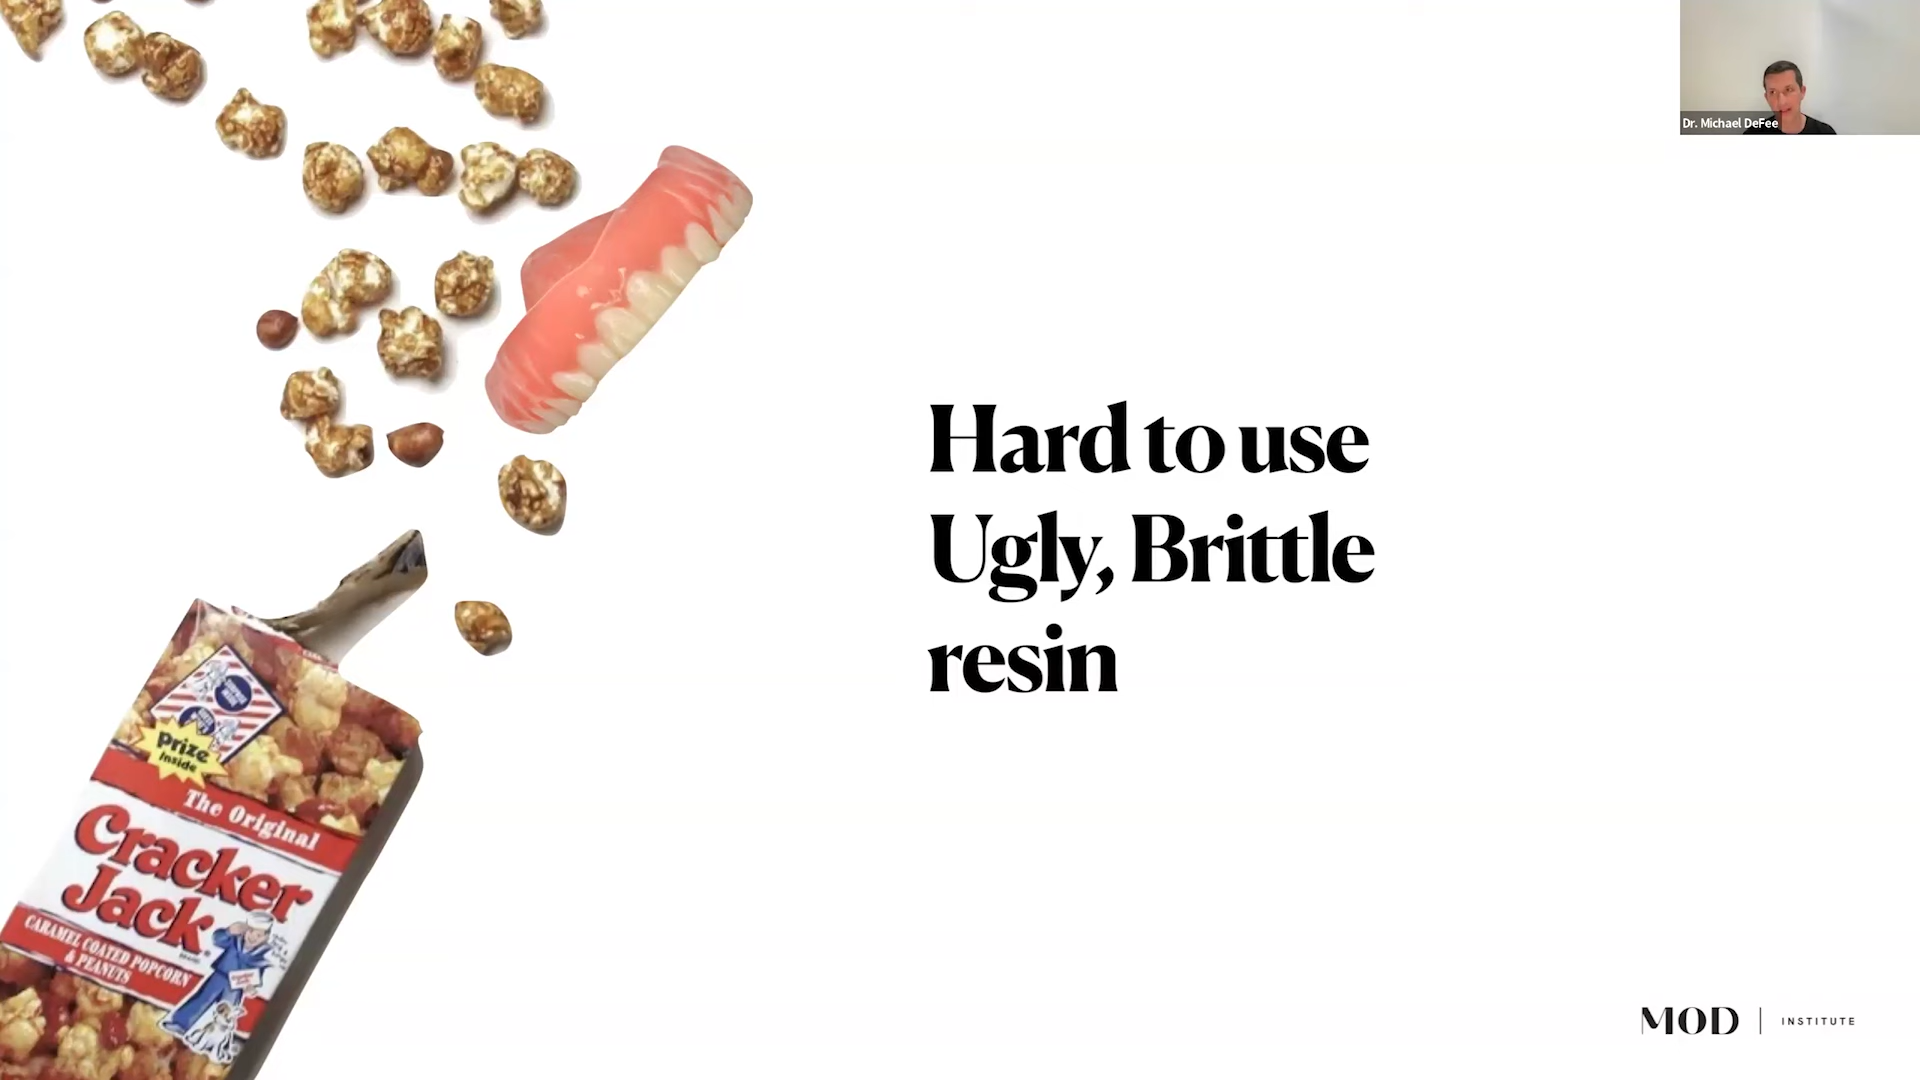 Dr. Michael DeFee
Hard to use
Ugly, Brittle
resin
Prize
Inside
The Original
Cracker
Jack
CARAMEL COATED POPCORN
& PEANUTS
MOD | INSTITUTE